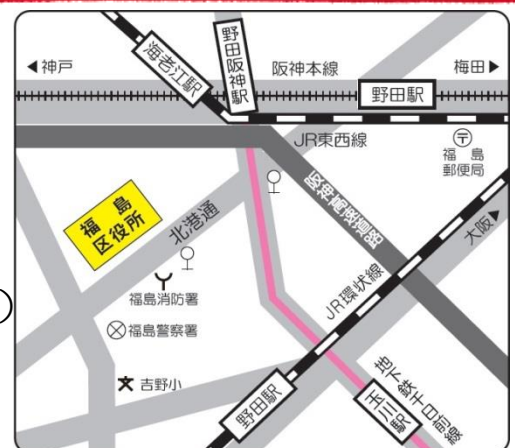 ◀神戸
海老江駅
野田阪神駅
阪神本線
梅田▶
野田駅
JR東西線
〒
福島
郵便局
福島
区役所
北港通
阪神高速道路
大阪▶
福島消防署
JR環状線
福島警察署
文 吉野小
野田駅
玉川駅
地下鉄千日前線